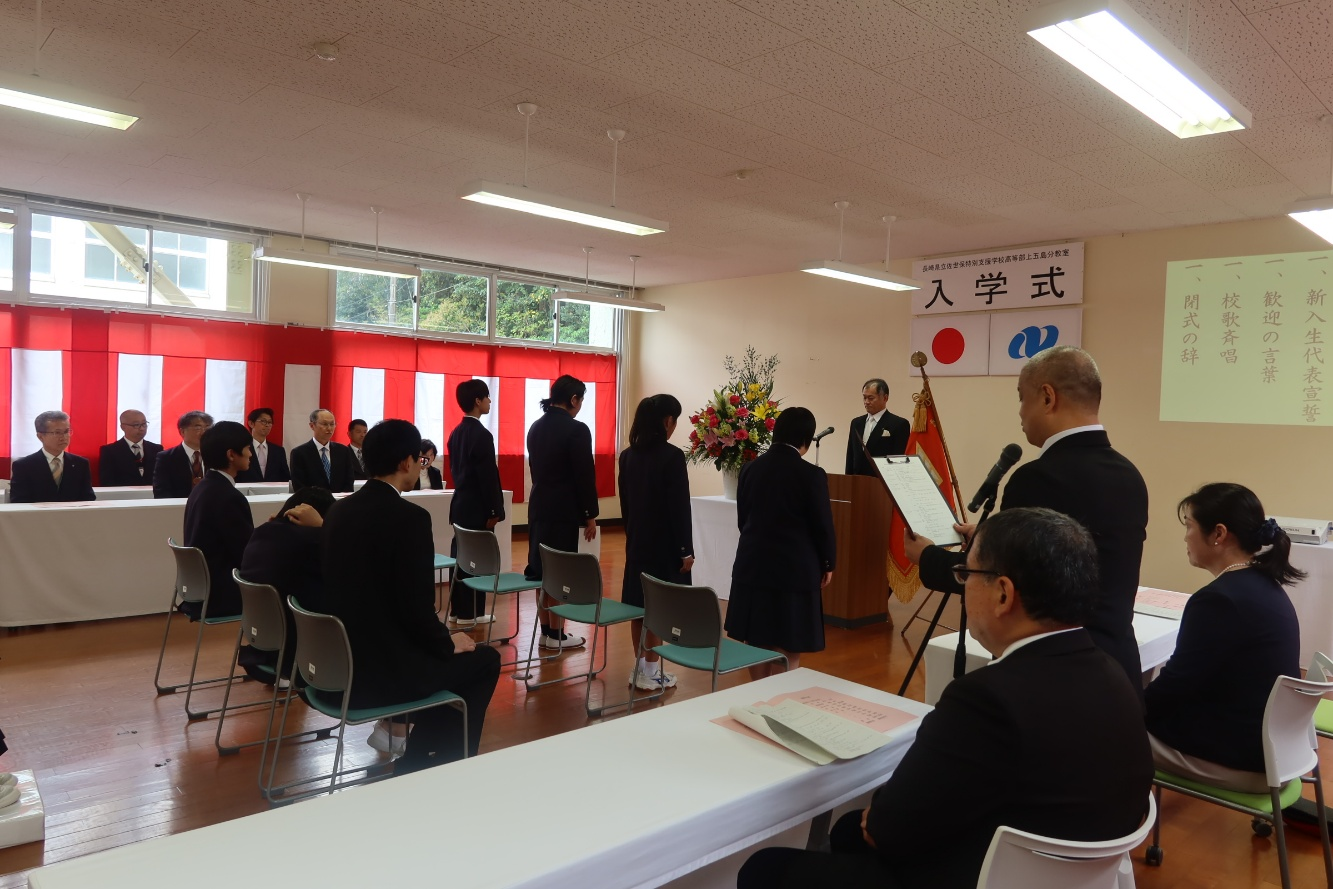 長崎県立佐世保特別支援学校高等部上五島分教室
入学式
一、新入生代表宣誓
一、歓迎の言葉
一、校歌斉唱
一、閉式の辞